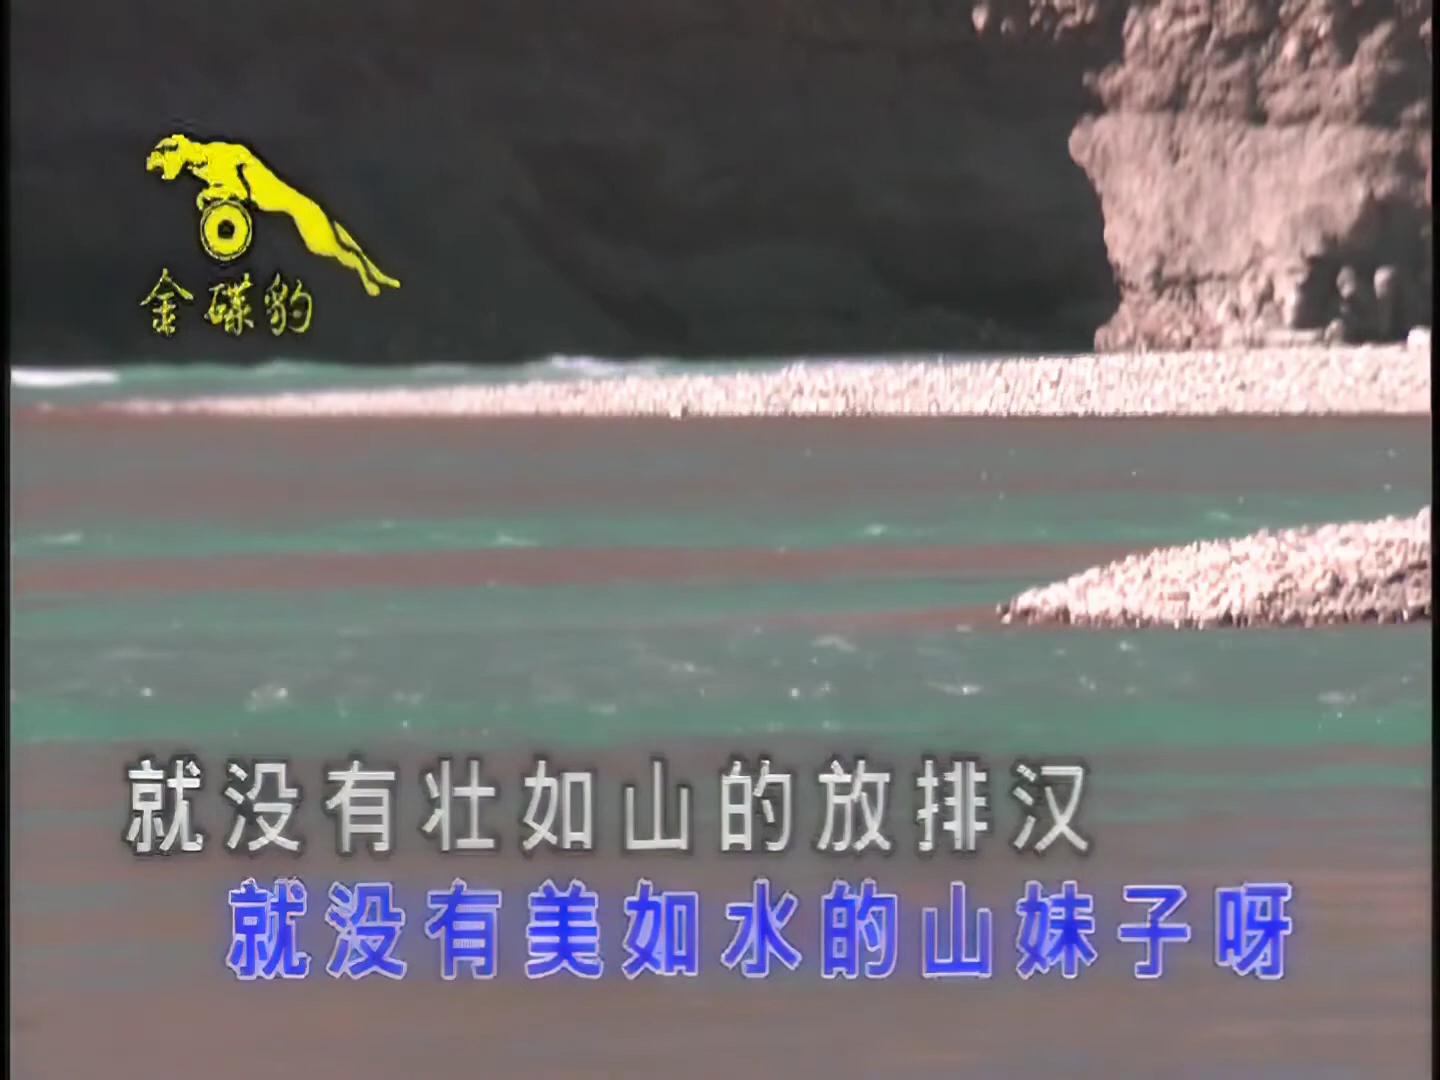 金碟豹
就没有壮如山的放排汉
就没有美如水的山妹子呀